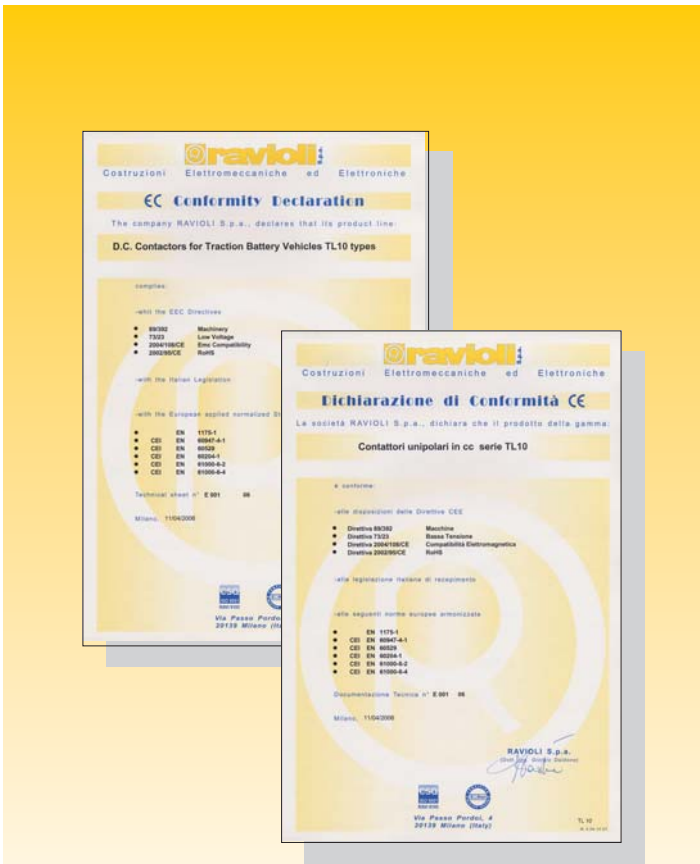 ravioli S.p.A.
Costruzioni Elettromeccaniche ed Elettroniche
CE Conformity Declaration
The company RAVIOLI S.p.a., declares that its product line:
D.C. Contactors for Traction Battery Vehicles TL10 types
complies:
-whit the EEC Directives
● 89/392 Machinery
● 73/23 Low Voltage
● 2004/108/CE Emc Compatibility
● 2002/95/CE RoHS
-with the Italian Legislation
-with the European applied normalized St
● EN 1175-1
● CEI EN 60947-4-1
● CEI EN 60529
● CEI EN 60204-1
● CEI EN 61000-6-2
● CEI EN 61000-6-4
Technical sheet n° E 001 06
Milano, 11/04/2006
CSQ
Via Passo Pordoi,
20139 Milano (Ita
ravioli S.p.A.
Costruzioni Elettromeccaniche ed Elettroniche
Dichiarazione di Conformità CE
La società RAVIOLI S.p.a., dichiara che il prodotto della gamma:
Contattori unipolari in cc serie TL10
è conforme:
-alle disposizioni delle Direttive CEE
● Direttiva 89/392 Macchine
● Direttiva 73/23 Bassa Tensione
● Direttiva 2004/108/CE Compatibilità Elettromagnetica
● Direttiva 2002/95/CE RoHS
-alla legislazione italiana di recepimento
-alle seguenti norme europee armonizzate
● EN 1175-1
● CEI EN 60947-4-1
● CEI EN 60529
● CEI EN 60204-1
● CEI EN 61000-6-2
● CEI EN 61000-6-4
Documentazione Tecnica n° E 001 06
Milano, 11/04/2006
RAVIOLI S.p.a.
CSQ
Via Passo Pordoi, 4
20139 Milano (Italy)
TL 10